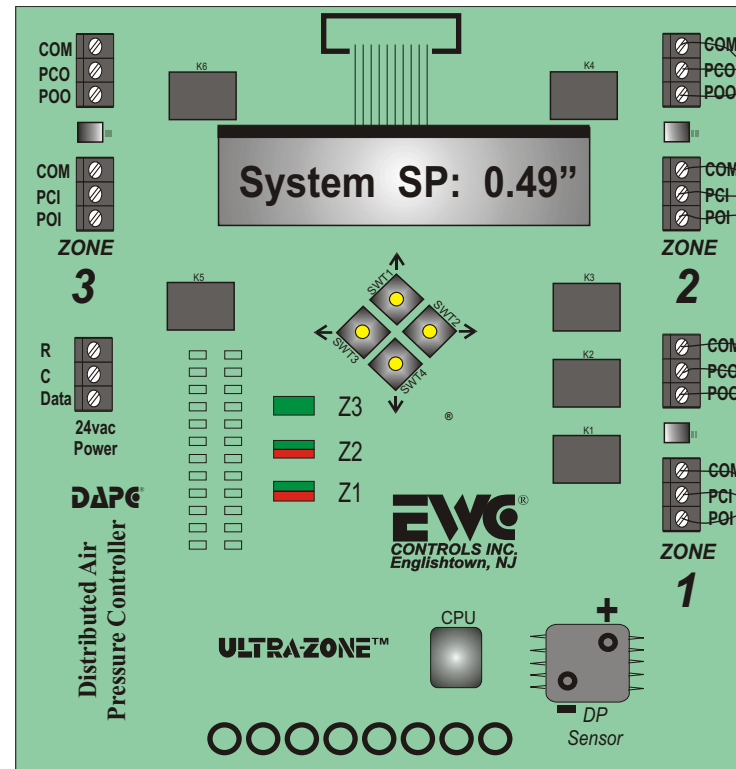 COM
PCO
POO
COM
PCI
POI
ZONE
3
K6
K4
System SP: 0.49”
COM
PCO
POO
COM
PCI
POI
ZONE
2
K5
SWT1
SWT2
SWT3
SWT4
K3
K2
K1
R
C
Data
24vac
Power
Z3
Z2
Z1
®
COM
PCO
POO
COM
PCI
POI
ZONE
1
DAPC®
Distributed Air
Pressure Controller
EWC®
CONTROLS INC.
Englishtown, NJ
ULTRA-ZONE™
CPU
+
-
DP
Sensor